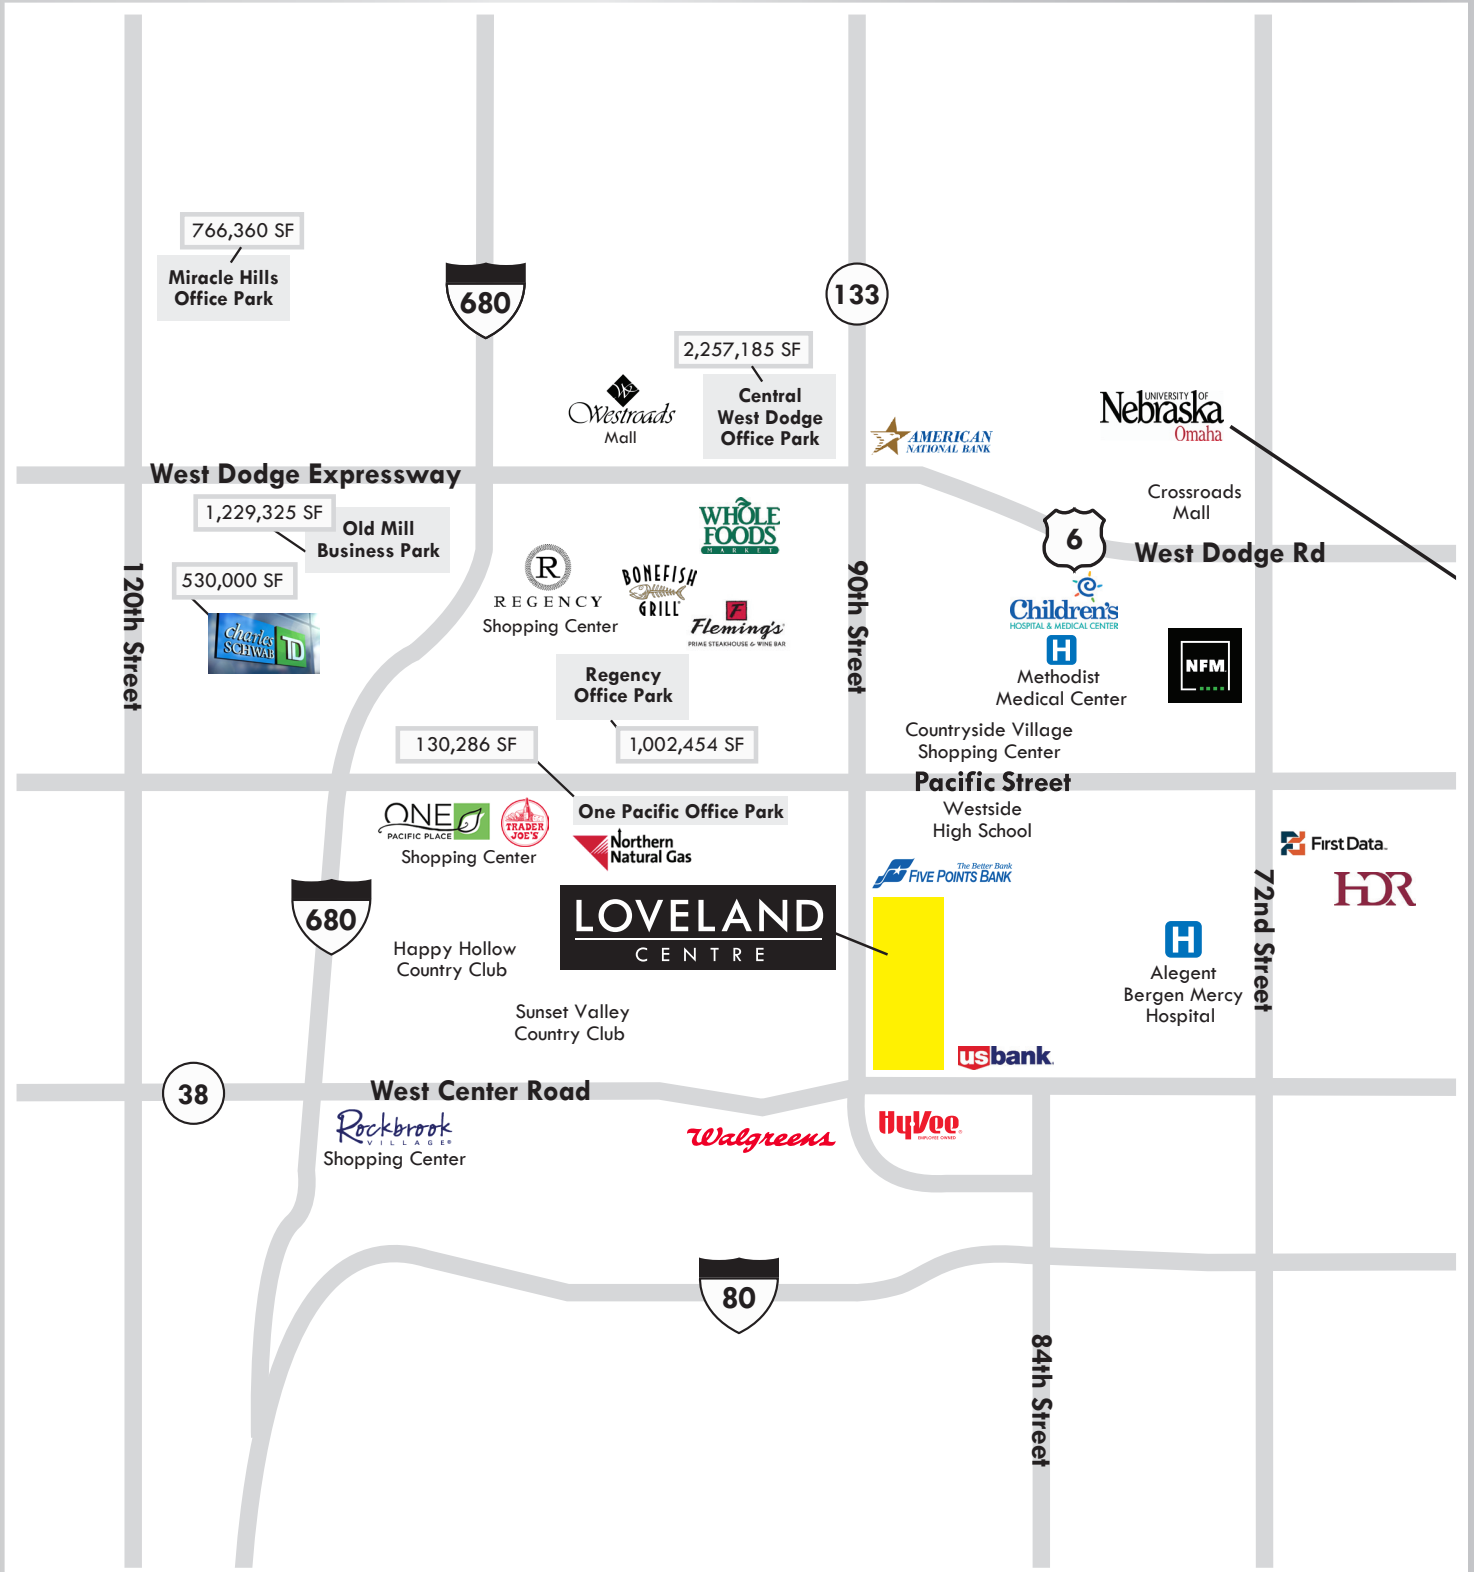 766,360 SF
Miracle Hills
Office Park
680
133
2,257,185 SF
Central
West Dodge
Office Park
W
Westroads
Mall
AMERICAN
NATIONAL BANK
UNIVERSITY OF
Nebraska
Omaha
West Dodge Expressway
Crossroads
Mall
6
West Dodge Rd
1,229,325 SF
Old Mill
Business Park
530,000 SF
charles
SCHWAB
TD
120th Street
R
REGENCY
Shopping Center
BONEFISH
GRILL
WHOLE
FOODS
MARKET
F
Fleming's
PRIME STEAKHOUSE & WINE BAR
90th Street
Children's
HOSPITAL & MEDICAL CENTER
H
Methodist
Medical Center
NFM
Regency
Office Park
1,002,454 SF
130,286 SF
Countryside Village
Shopping Center
Pacific Street
Westside
High School
ONE
PACIFIC PLACE
TRADER
JOE'S
Shopping Center
One Pacific Office Park
Northern
Natural Gas
The Better Bank
FIVE POINTS BANK
First Data
HDR
72nd Street
LOVELAND
CENTRE
680
Happy Hollow
Country Club
Sunset Valley
Country Club
H
Alegent
Bergen Mercy
Hospital
usbank
38
West Center Road
Rockbrook
VILLAGE®
Shopping Center
Walgreens
HyVee
EMPLOYEE OWNED
80
84th Street